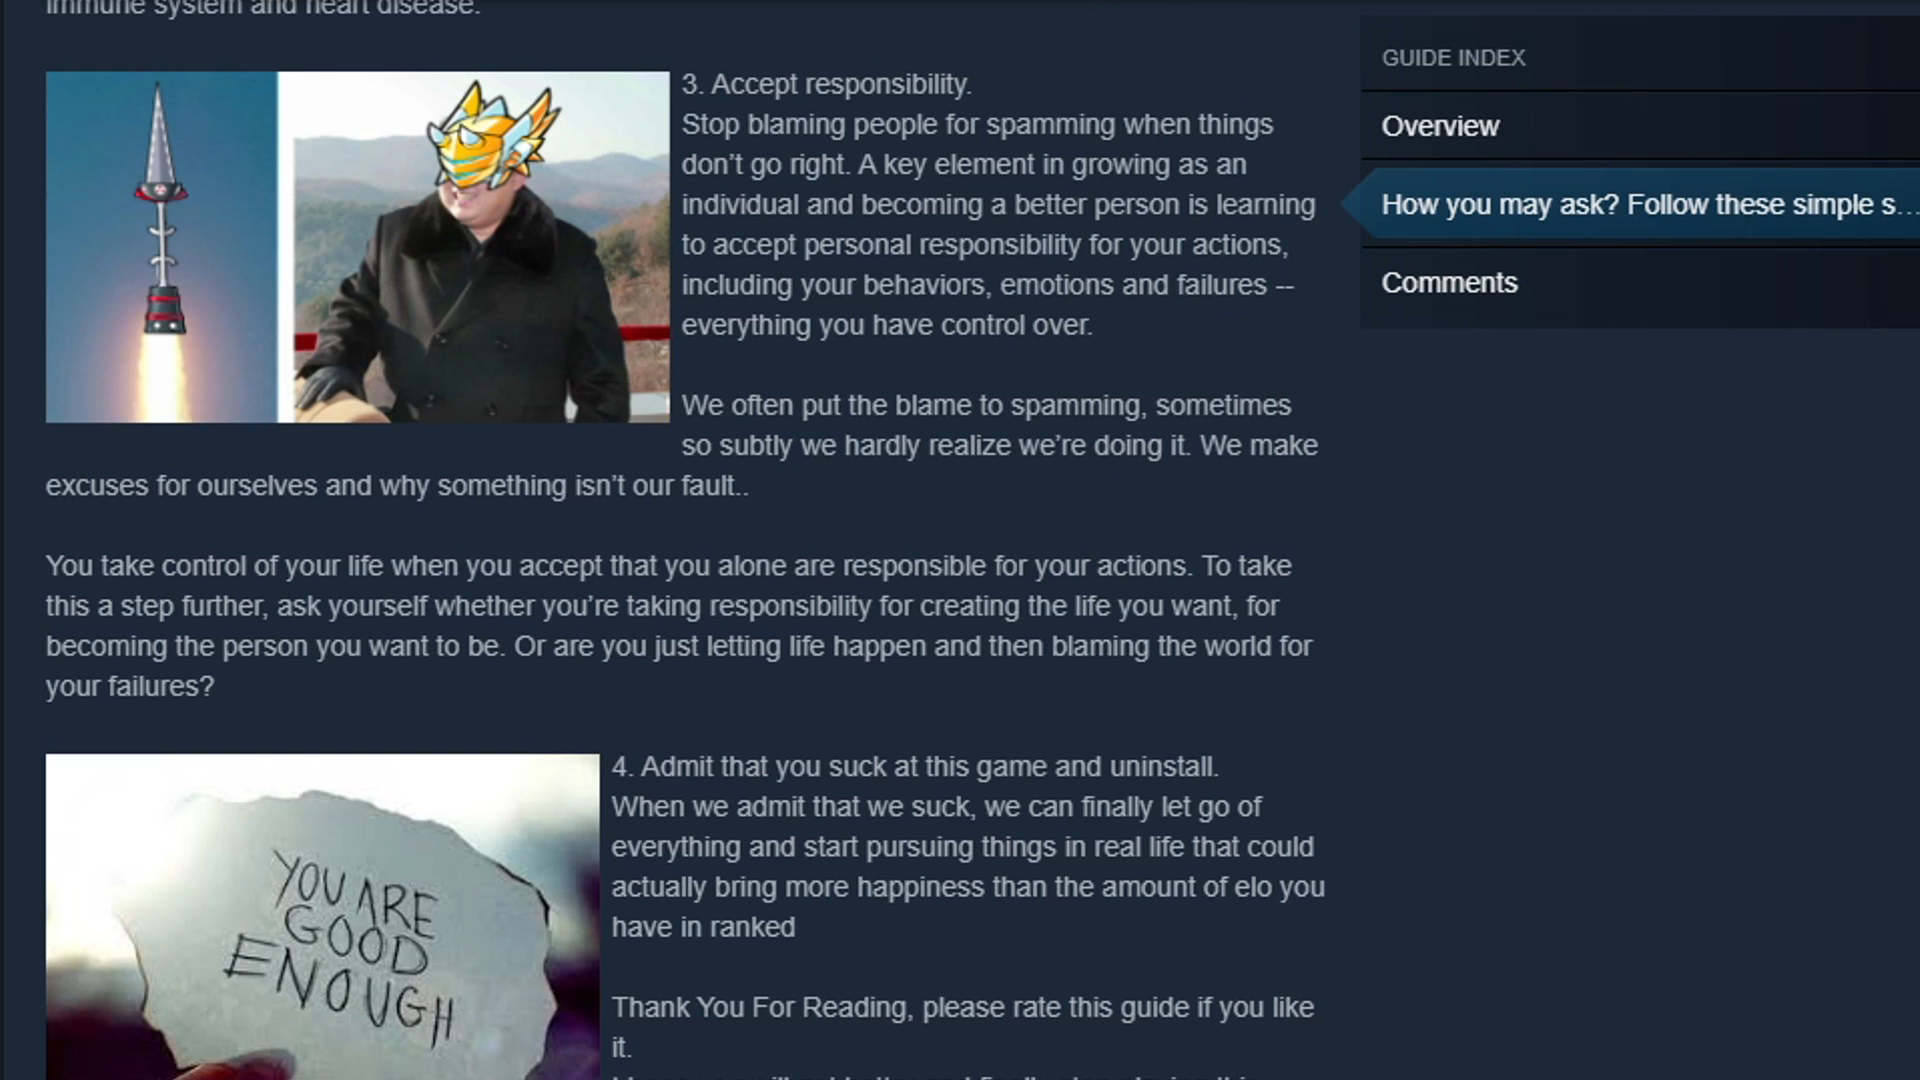 immune system and heart disease.
3. Accept responsibility.
Stop blaming people for spamming when things
don’t go right. A key element in growing as an
individual and becoming a better person is learning
to accept personal responsibility for your actions,
including your behaviors, emotions and failures --
everything you have control over.
We often put the blame to spamming, sometimes
so subtly we hardly realize we’re doing it. We make
excuses for ourselves and why something isn’t our fault..
You take control of your life when you accept that you alone are responsible for your actions. To take
this a step further, ask yourself whether you’re taking responsibility for creating the life you want, for
becoming the person you want to be. Or are you just letting life happen and then blaming the world for
your failures?
YOU ARE
GOOD
ENOUGH
4. Admit that you suck at this game and uninstall.
When we admit that we suck, we can finally let go of
everything and start pursuing things in real life that could
actually bring more happiness than the amount of elo you
have in ranked
Thank You For Reading, please rate this guide if you like
it.
GUIDE INDEX
Overview
How you may ask? Follow these simple s...
Comments